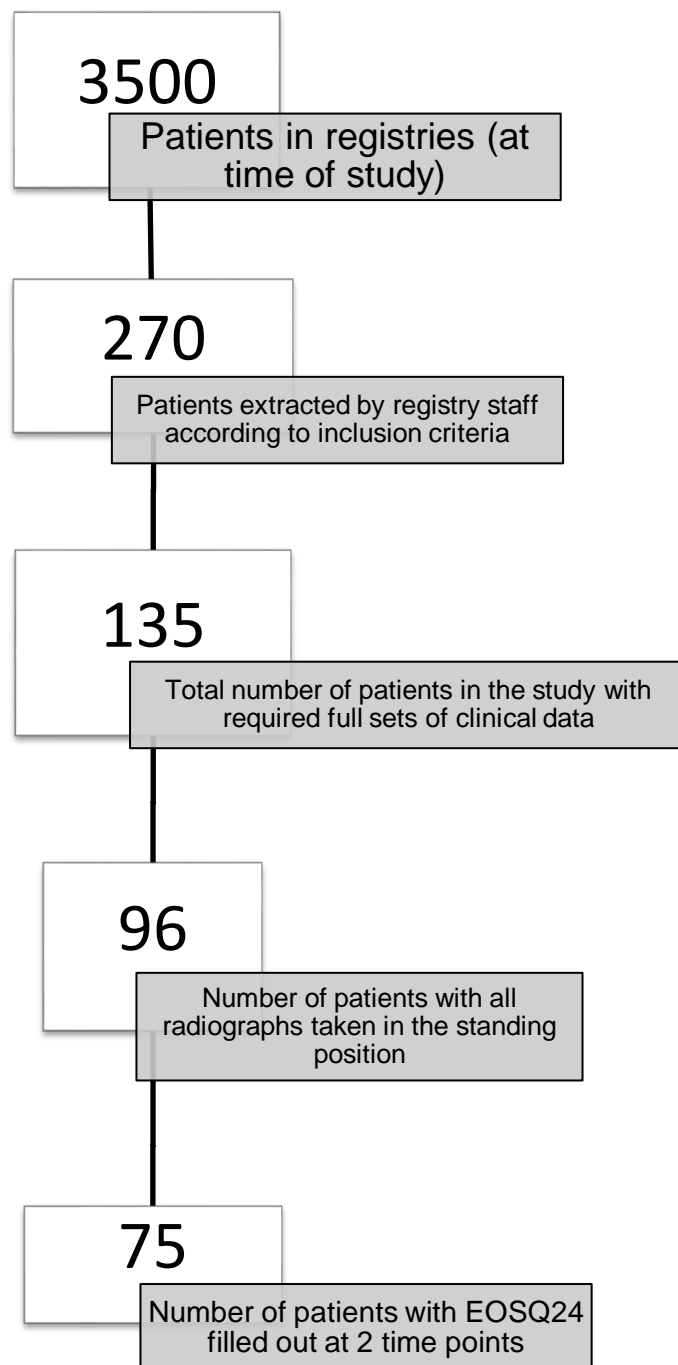 3500
Patients in registries (at
time of study)
270
Patients extracted by registry staff
according to inclusion criteria
135
Total number of patients in the study with
required full sets of clinical data
96
Number of patients with all
radiographs taken in the standing
position
75
Number of patients with EOSQ24
filled out at 2 time points